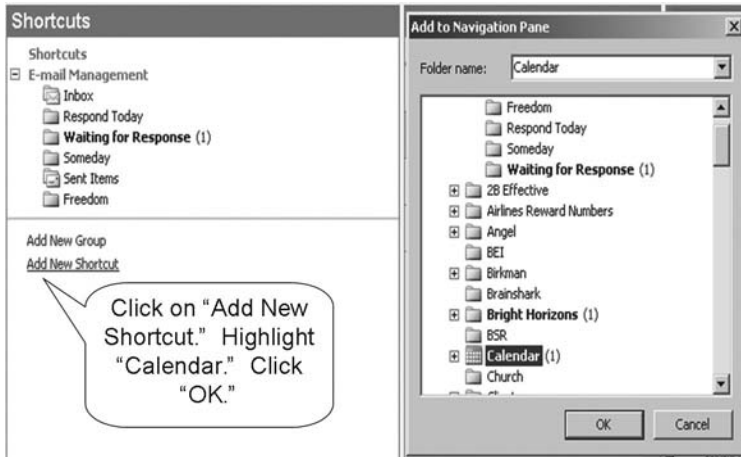 Shortcuts
Shortcuts
E-mail Management
Inbox
Respond Today
Waiting for Response (1)
Someday
Sent Items
Freedom
Add New Group
Add New Shortcut
Click on “Add New
Shortcut.” Highlight
“Calendar.” Click
“OK.”
Add to Navigation Pane
Folder name: Calendar
Freedom
Respond Today
Someday
Waiting for Response (1)
2B Effective
Airlines Reward Numbers
Angel
BEI
Birkman
Brainshark
Bright Horizons (1)
BSR
Calendar (1)
Church
OK Cancel